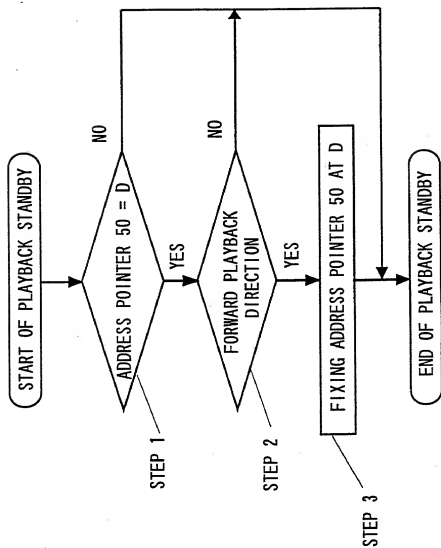 START OF PLAYBACK STANDBY
ADDRESS POINTER 50 = D
NO
YES
STEP 1
FORWARD PLAYBACK
DIRECTION
NO
YES
STEP 2
FIXING ADDRESS POINTER 50 AT D
STEP 3
END OF PLAYBACK STANDBY